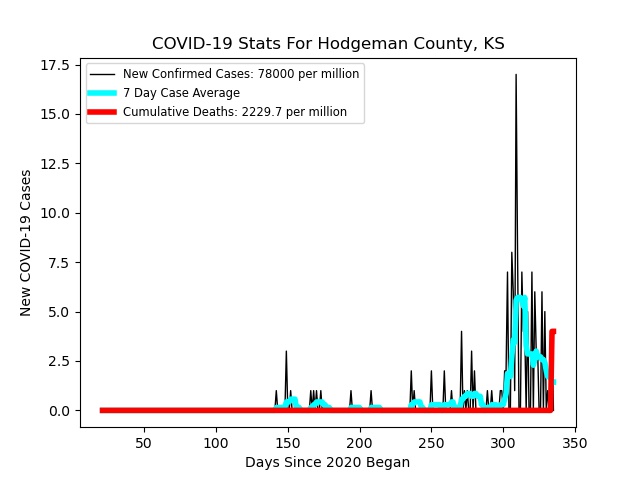 COVID-19 Stats For Hodgeman County, KS
17.5
15.0
12.5
10.0
7.5
5.0
2.5
0.0
New COVID-19 Cases
New Confirmed Cases: 78000 per million
7 Day Case Average
Cumulative Deaths: 2229.7 per million
50 100 150 200 250 300 350
Days Since 2020 Began